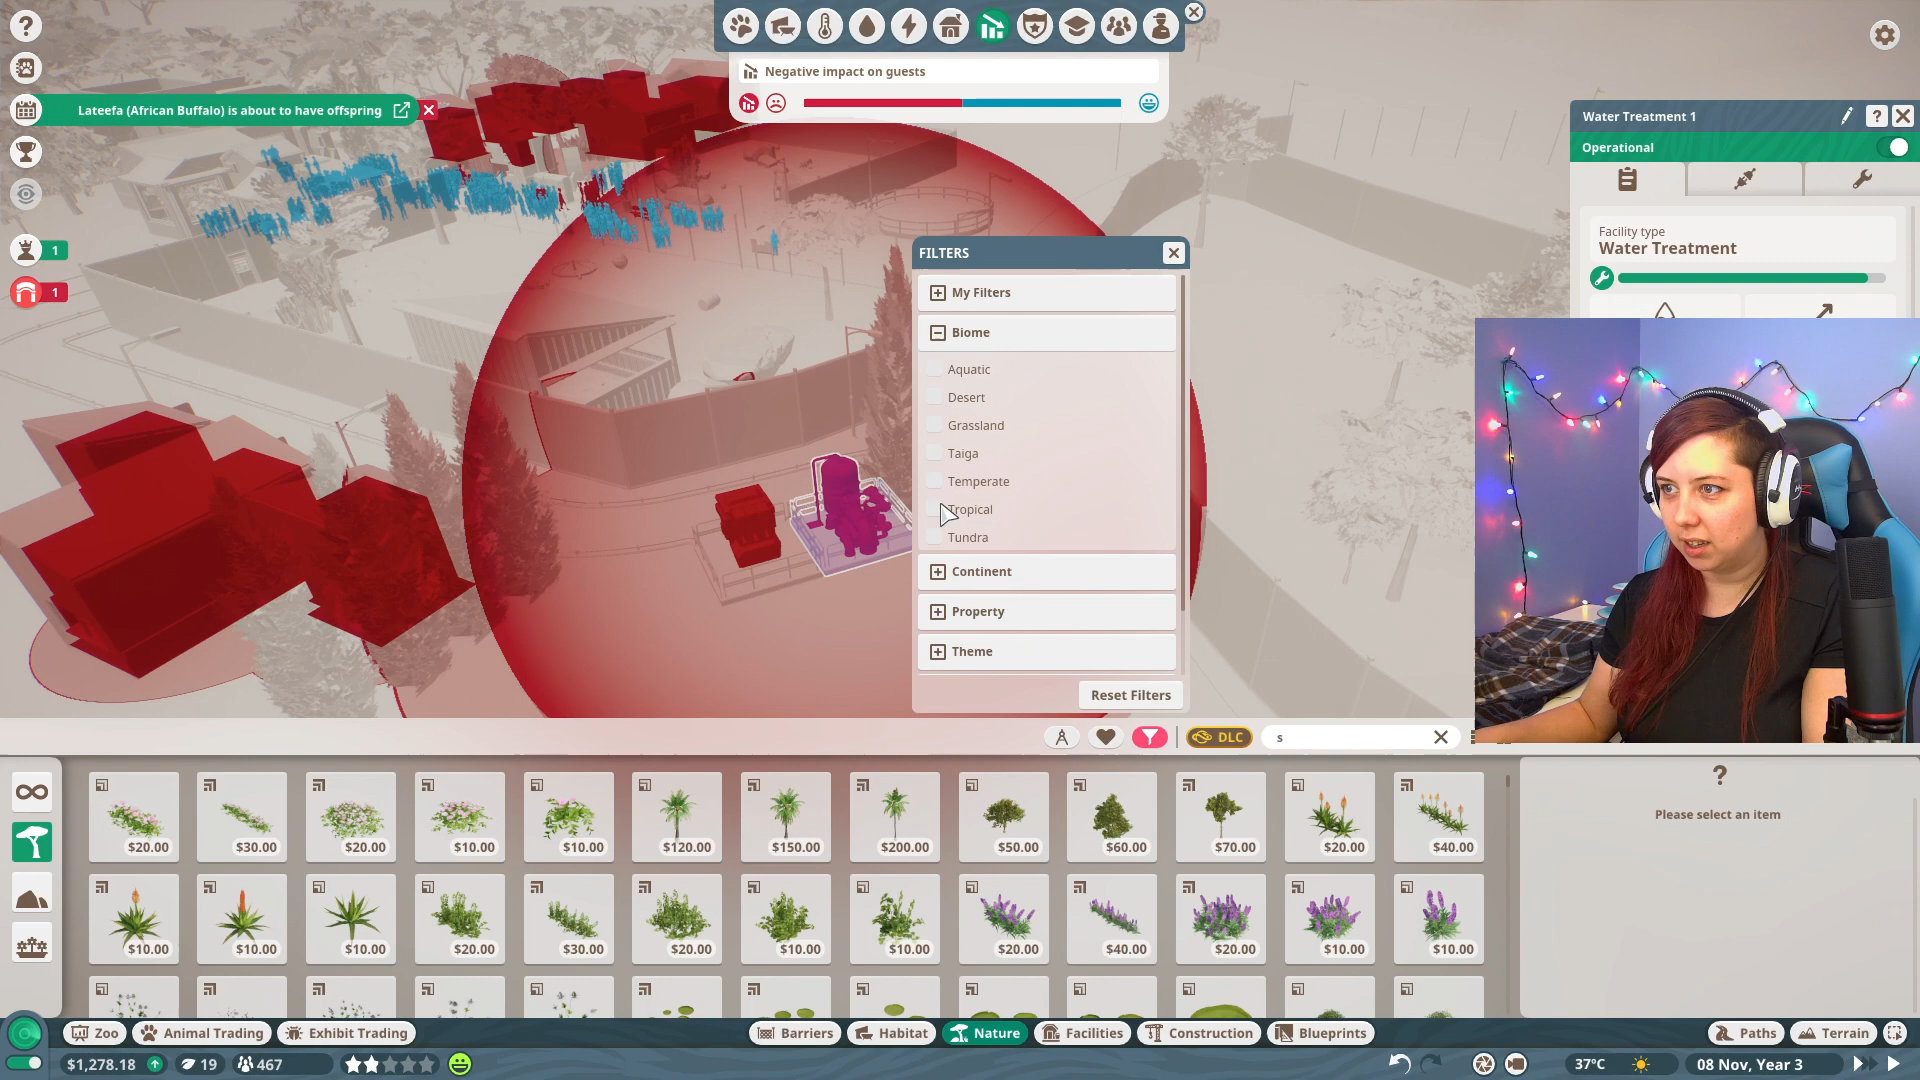 Negative impact on guests
Lateefa (African Buffalo) is about to have offspring
Water Treatment 1
?
Operational
Facility type
Water Treatment
1
1
FILTERS
My Filters
Biome
Aquatic
Desert
Grassland
Taiga
Temperate
Tropical
Tundra
Continent
Property
Theme
Reset Filters
DLC
s
?
Please select an item
$20.00 $30.00 $20.00 $10.00 $10.00 $120.00 $150.00 $200.00 $50.00 $60.00 $70.00 $20.00 $40.00
$10.00 $10.00 $10.00 $20.00 $30.00 $20.00 $10.00 $10.00 $20.00 $40.00 $20.00 $10.00 $10.00
Zoo Animal Trading Exhibit Trading Barriers Habitat Nature Facilities Construction Blueprints Paths Terrain
$1,278.18 19 467 37°C 08 Nov, Year 3